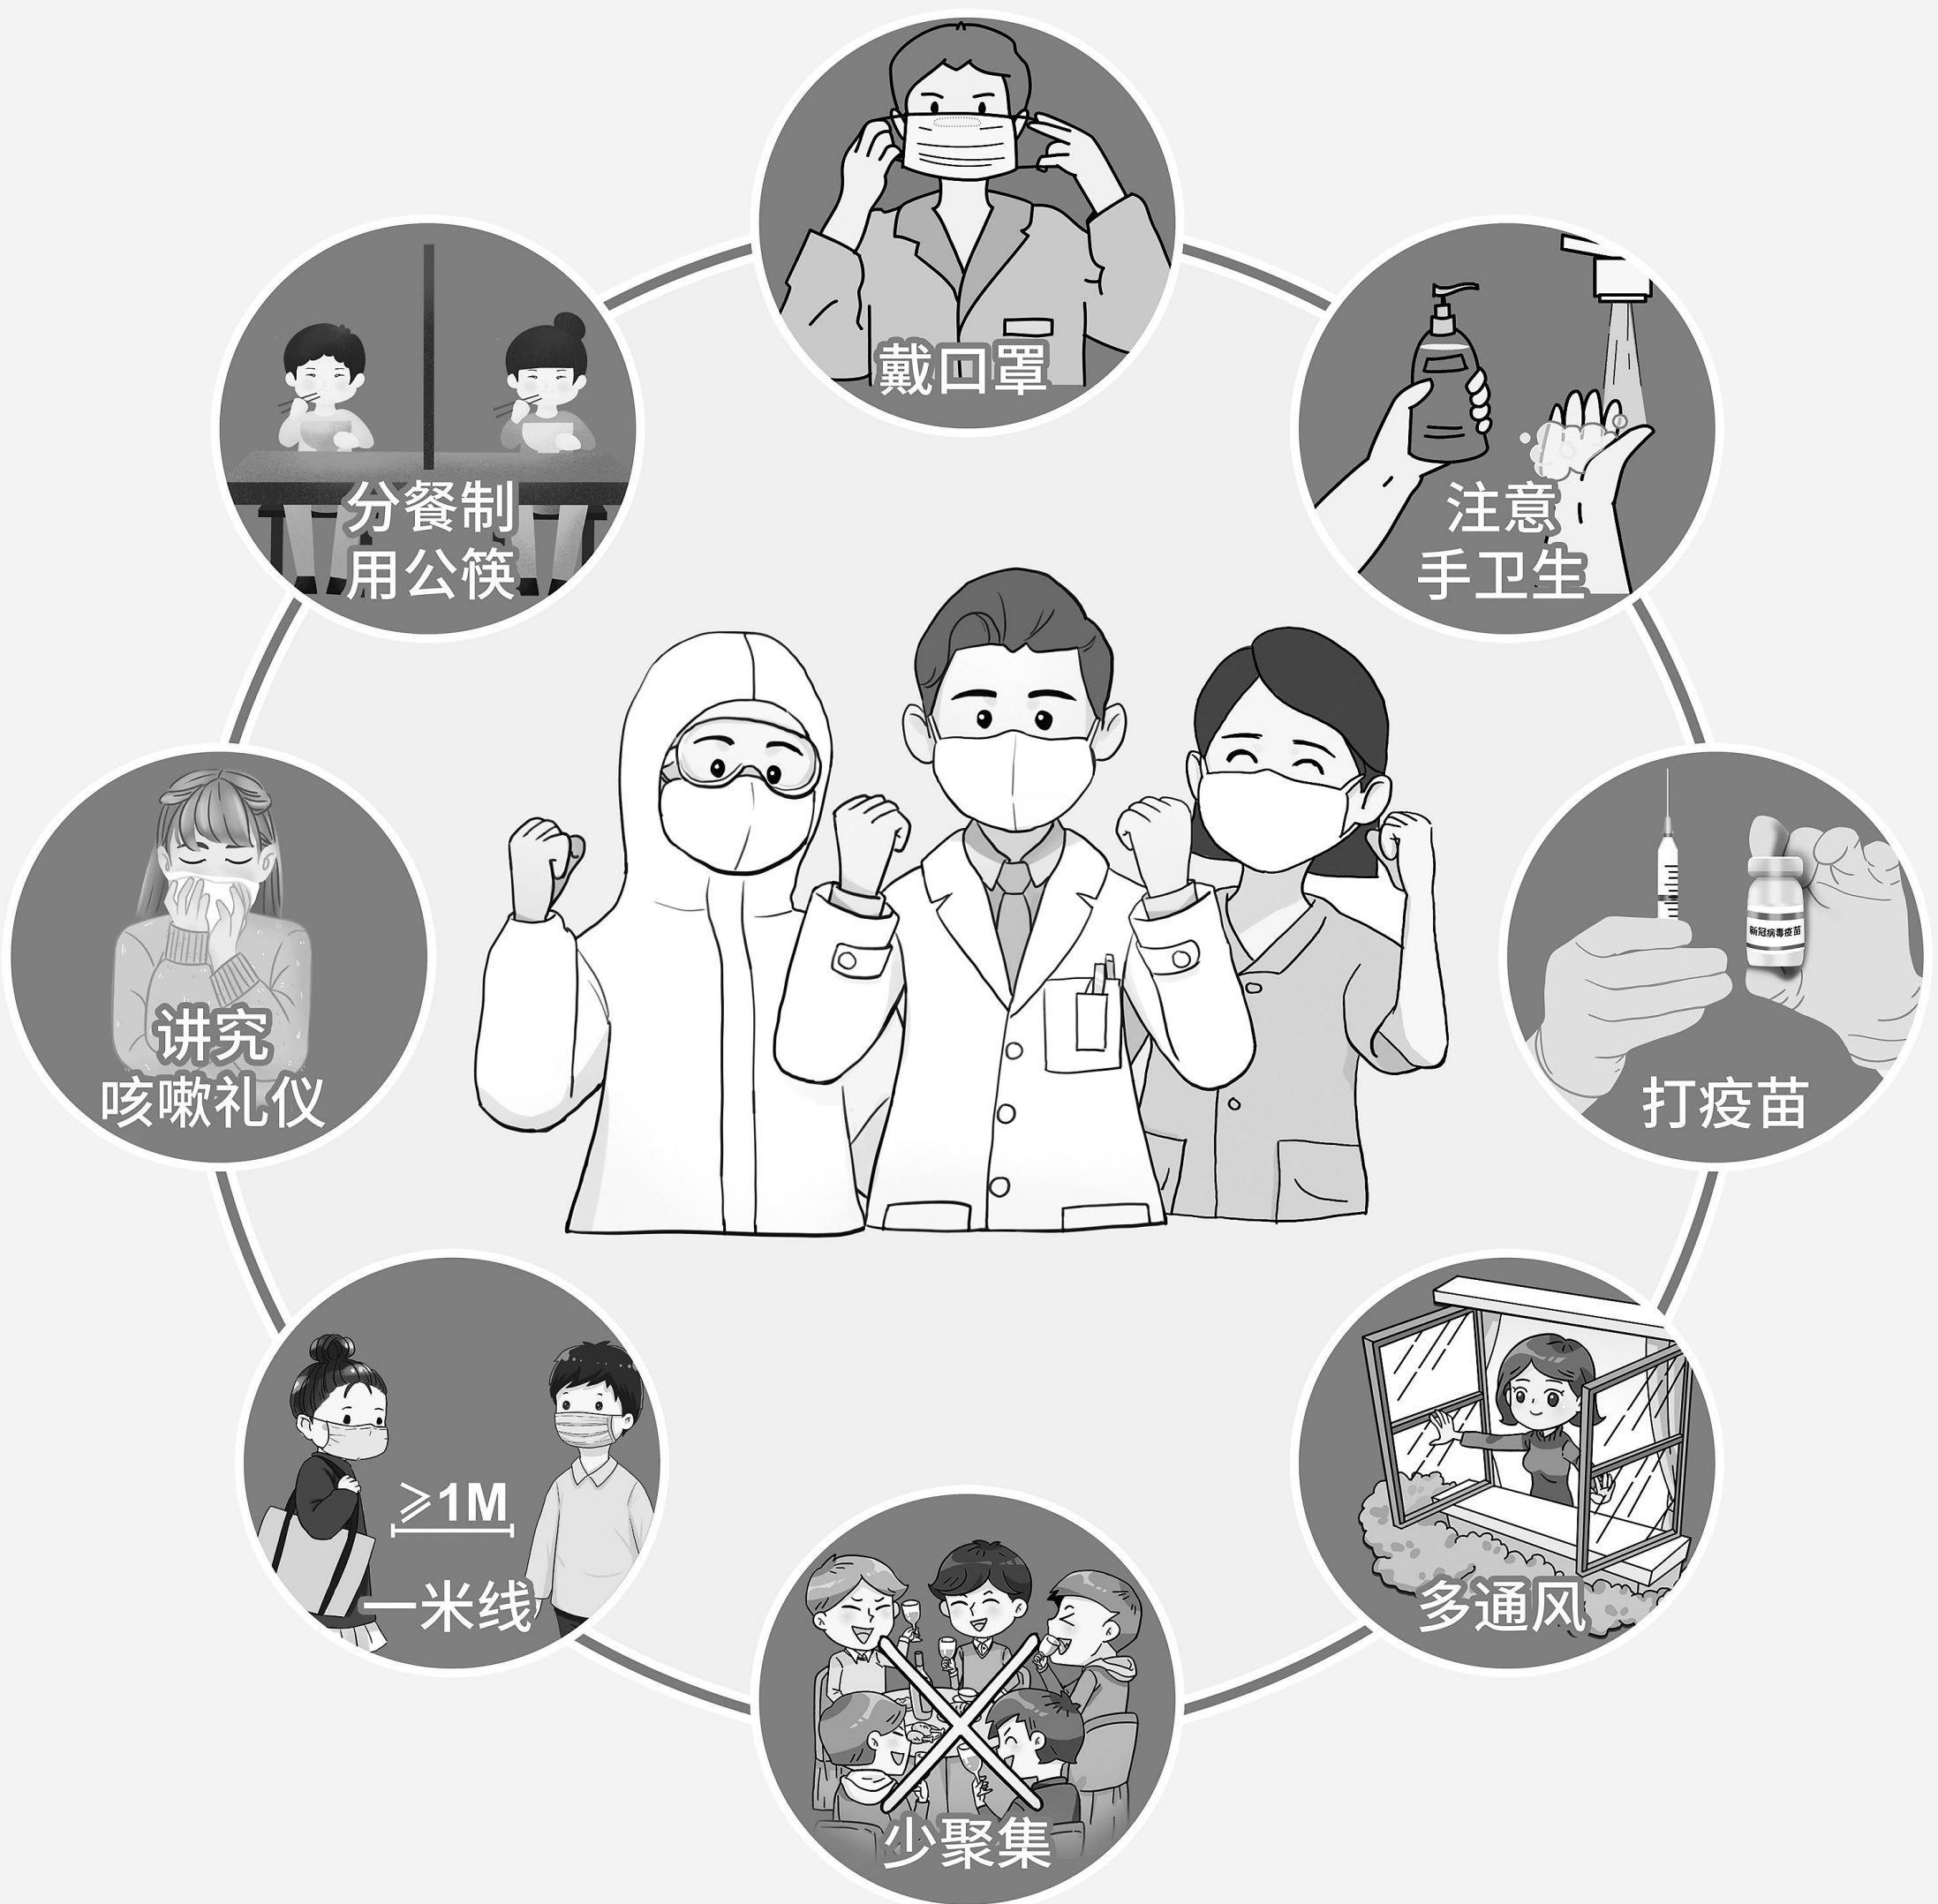 戴口罩
分餐制
用公筷
注意
手卫生
讲究
咳嗽礼仪
新冠病毒疫苗
打疫苗
≥1M
一米线
多通风
少聚集